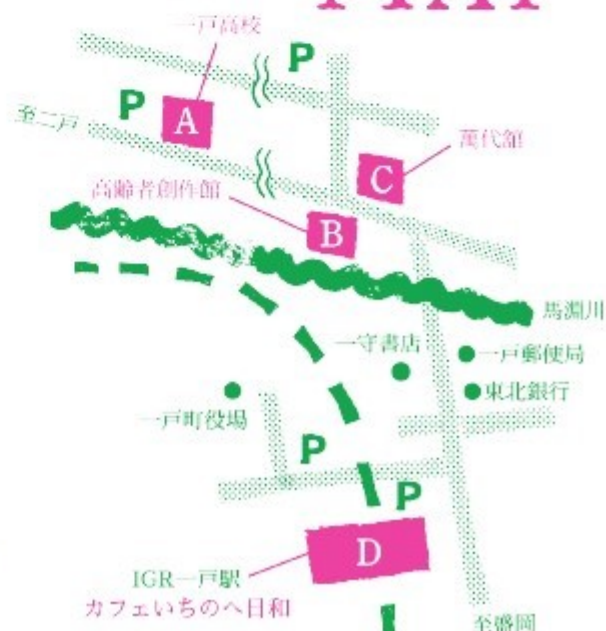 MAP
一戸高校
P
P
A
至二戸
萬代舘
C
高齢者創作館
B
馬淵川
一守書店
一戸郵便局
東北銀行
一戸町役場
P
P
D
IGR一戸駅
カフェいちのへ日和
至盛岡